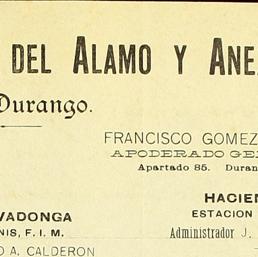 DEL ALAMO Y ANE
Durango.
FRANCISCO GOMEZ
APODERADO GE
Apartado 85. Duran
HACIEN
VADONGA
ESTACION
NIS, F. I. M.
Administrador J.
O A. CALDERON